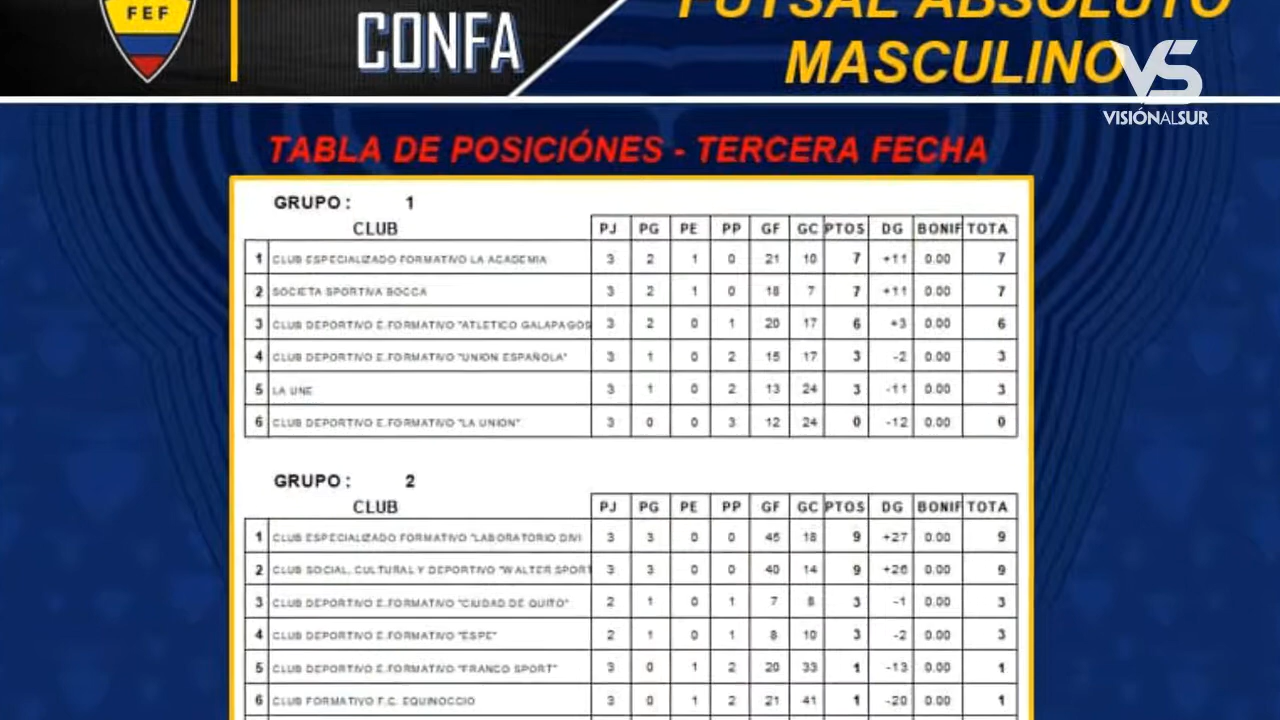 FEF
CONFA
FUTSAL ABSOLUTO
MASCULINO
VS
VISIÓNALSUR
TABLA DE POSICIÓNES - TERCERA FECHA
GRUPO : 1
CLUB PJ PG PE PP GF GC PTOS DG BONIF TOTA
1 CLUB ESPECIALIZADO FORMATIVO LA ACADEMIA 3 2 1 0 21 10 7 +11 0.00 7
2 SOCIETA SPORTIVA BOCCA 3 2 1 0 18 7 7 +11 0.00 7
3 CLUB DEPORTIVO E.FORMATIVO "ATLETICO GALAPAGOS 3 2 0 1 20 17 6 +3 0.00 6
4 CLUB DEPORTIVO E.FORMATIVO "UNION ESPAÑOLA" 3 1 0 2 15 17 3 -2 0.00 3
5 LA UNE 3 1 0 2 13 24 3 -11 0.00 3
6 CLUB DEPORTIVO E.FORMATIVO "LA UNION" 3 0 0 3 12 24 0 -12 0.00 0
GRUPO : 2
CLUB PJ PG PE PP GF GC PTOS DG BONIF TOTA
1 CLUB ESPECIALIZADO FORMATIVO "LABORATORIO DIVI 3 3 0 0 45 18 9 +27 0.00 9
2 CLUB SOCIAL, CULTURAL Y DEPORTIVO "WALTER SPORT 3 3 0 0 40 14 9 +26 0.00 9
3 CLUB DEPORTIVO E.FORMATIVO "CIUDAD DE QUITO" 2 1 0 1 7 8 3 -1 0.00 3
4 CLUB DEPORTIVO E.FORMATIVO "ESPE" 2 1 0 1 8 10 3 -2 0.00 3
5 CLUB DEPORTIVO E.FORMATIVO "FRANCO SPORT" 3 0 1 2 20 33 1 -13 0.00 1
6 CLUB FORMATIVO F.C. EQUINOCCIO 3 0 1 2 21 41 1 -20 0.00 1